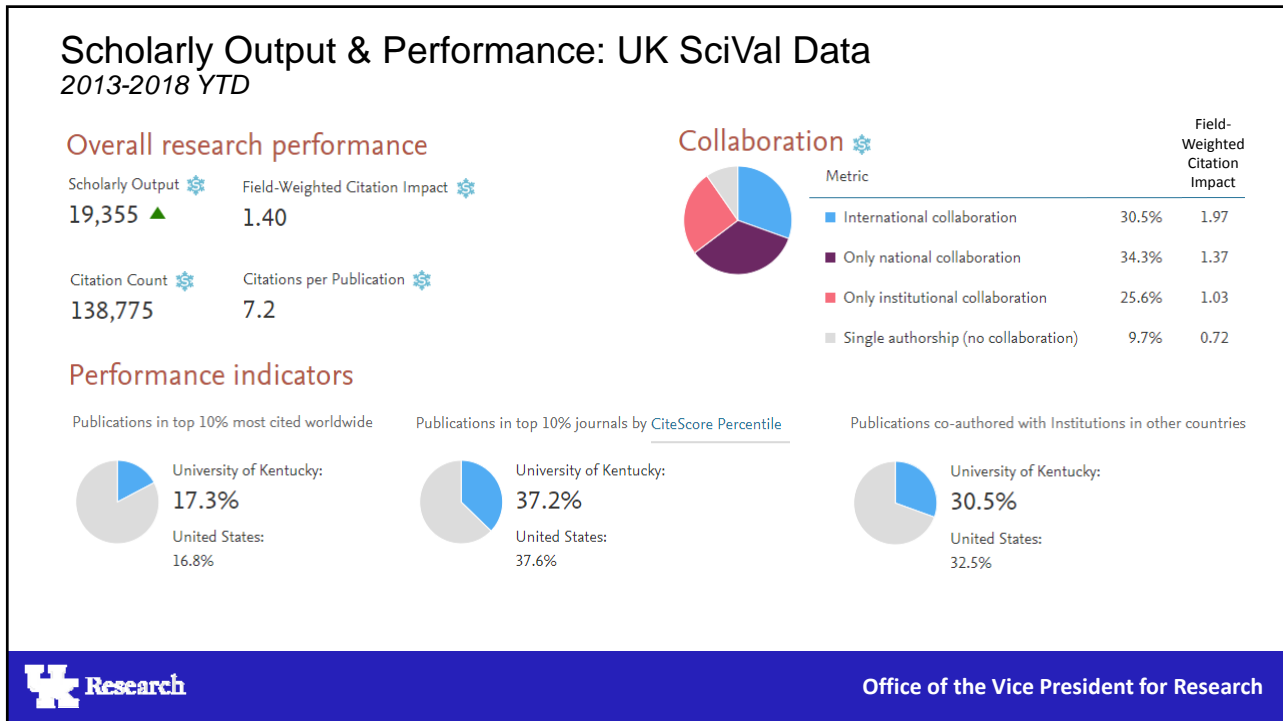 Scholarly Output & Performance: UK SciVal Data
2013-2018 YTD
Overall research performance
Scholarly Output
19,355
Field-Weighted Citation Impact
1.40
Citation Count
138,775
Citations per Publication
7.2
Collaboration
Metric
Field-
Weighted
Citation
Impact
International collaboration 30.5% 1.97
Only national collaboration 34.3% 1.37
Only institutional collaboration 25.6% 1.03
Single authorship (no collaboration) 9.7% 0.72
Performance indicators
Publications in top 10% most cited worldwide
University of Kentucky:
17.3%
United States:
16.8%
Publications in top 10% journals by CiteScore Percentile
University of Kentucky:
37.2%
United States:
37.6%
Publications co-authored with Institutions in other countries
University of Kentucky:
30.5%
United States:
32.5%
UK Research
Office of the Vice President for Research